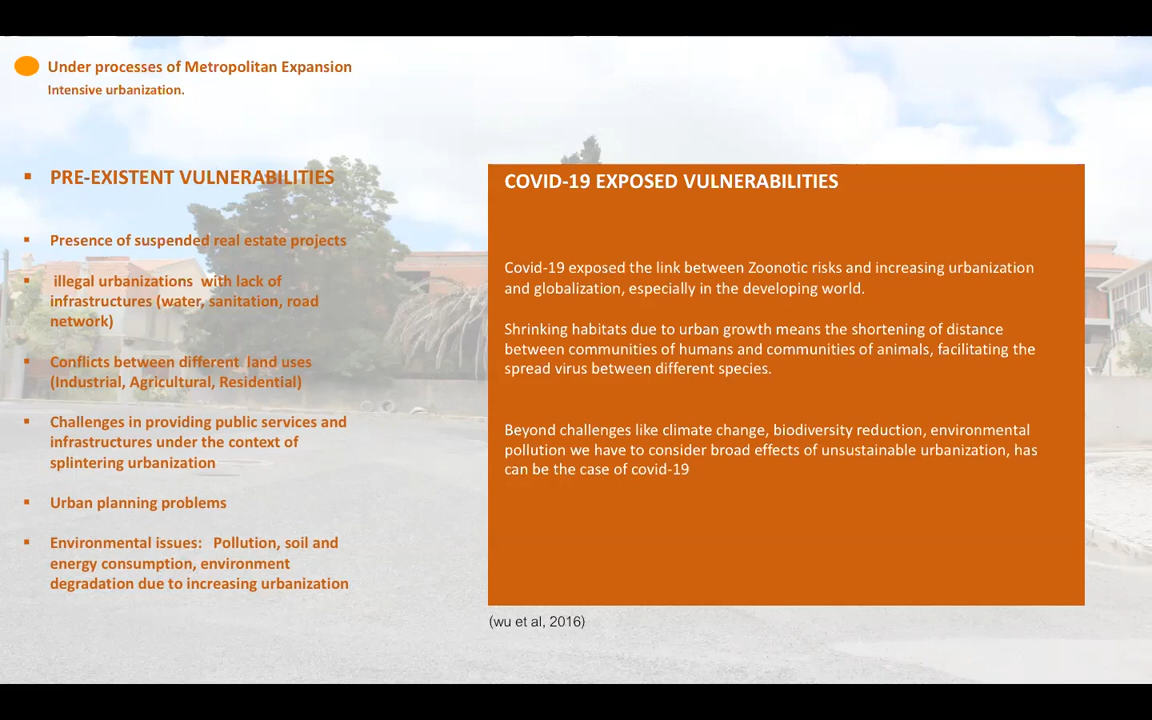 Under processes of Metropolitan Expansion
Intensive urbanization.
▪ PRE-EXISTENT VULNERABILITIES
▪ Presence of suspended real estate projects
▪ illegal urbanizations with lack of
infrastructures (water, sanitation, road
network)
▪ Conflicts between different land uses
(Industrial, Agricultural, Residential)
▪ Challenges in providing public services and
infrastructures under the context of
splintering urbanization
▪ Urban planning problems
▪ Environmental issues: Pollution, soil and
energy consumption, environment
degradation due to increasing urbanization
COVID-19 EXPOSED VULNERABILITIES
Covid-19 exposed the link between Zoonotic risks and increasing urbanization
and globalization, especially in the developing world.
Shrinking habitats due to urban growth means the shortening of distance
between communities of humans and communities of animals, facilitating the
spread virus between different species.
Beyond challenges like climate change, biodiversity reduction, environmental
pollution we have to consider broad effects of unsustainable urbanization, has
can be the case of covid-19
(wu et al, 2016)